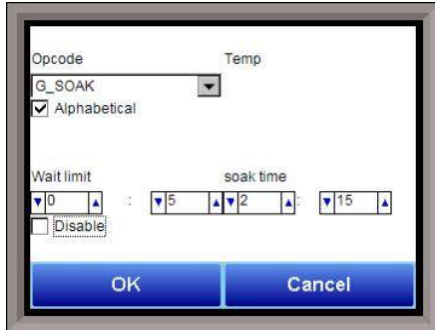 Opcode Temp
G_SOAK
Alphabetical
Wait limit soak time
0 : 5 2 : 15
Disable
OK Cancel